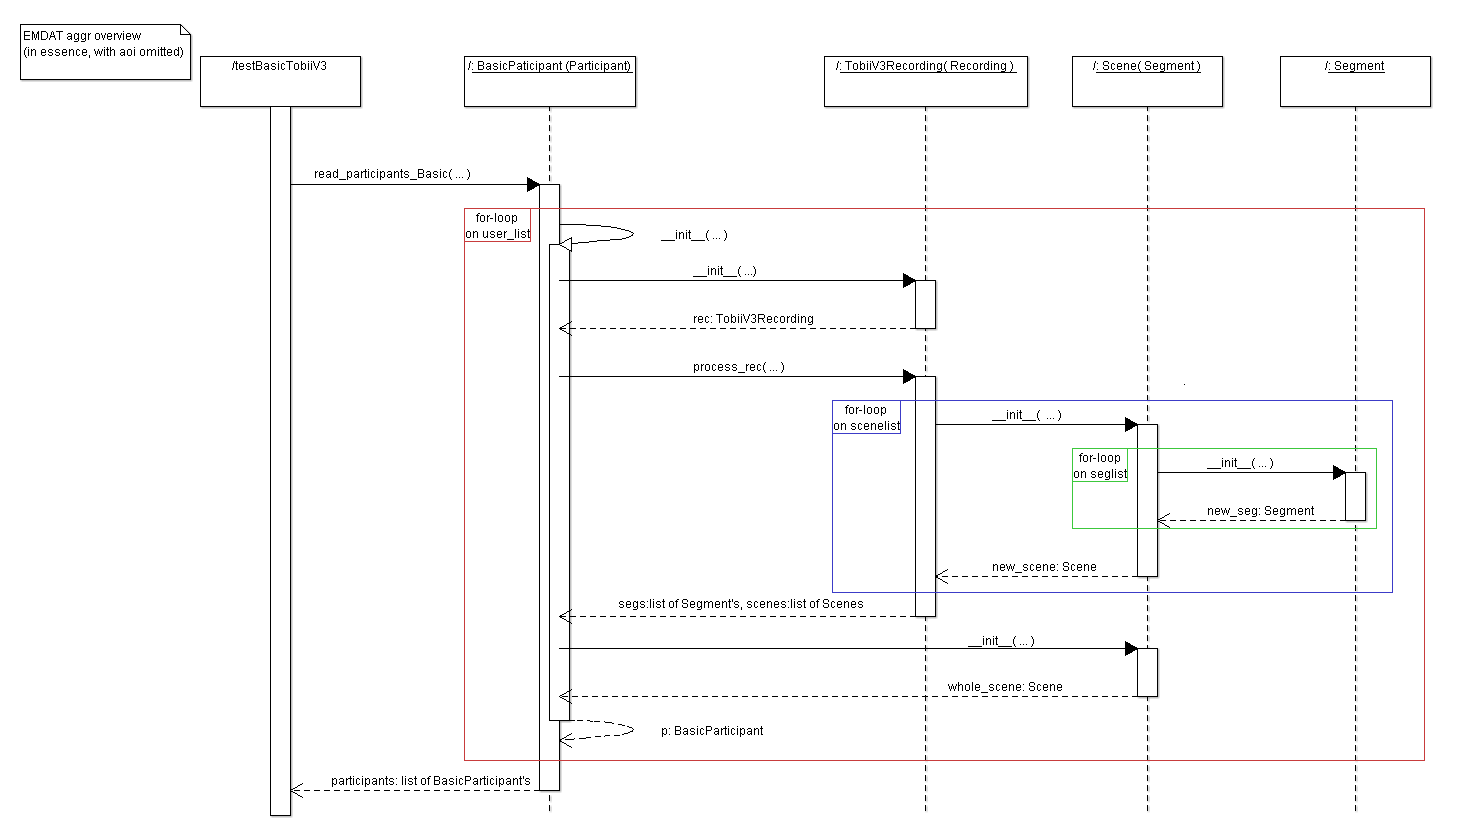 EMDAT aggr overview
(in essence, with aoi omitted)
/testBasicTobiiV3
/: BasicPaticipant (Participant)
/: TobiiV3Recording( Recording )
/: Scene( Segment )
/: Segment
read_participants_Basic( ... )
for-loop
on user_list
__init__( ... )
__init__( ...)
rec: TobiiV3Recording
process_rec( ... )
for-loop
on scenelist
__init__( ... )
for-loop
on seglist
__init__( ... )
new_seg: Segment
new_scene: Scene
segs:list of Segment's, scenes:list of Scenes
__init__( ... )
whole_scene: Scene
p: BasicParticipant
participants: list of BasicParticipant's